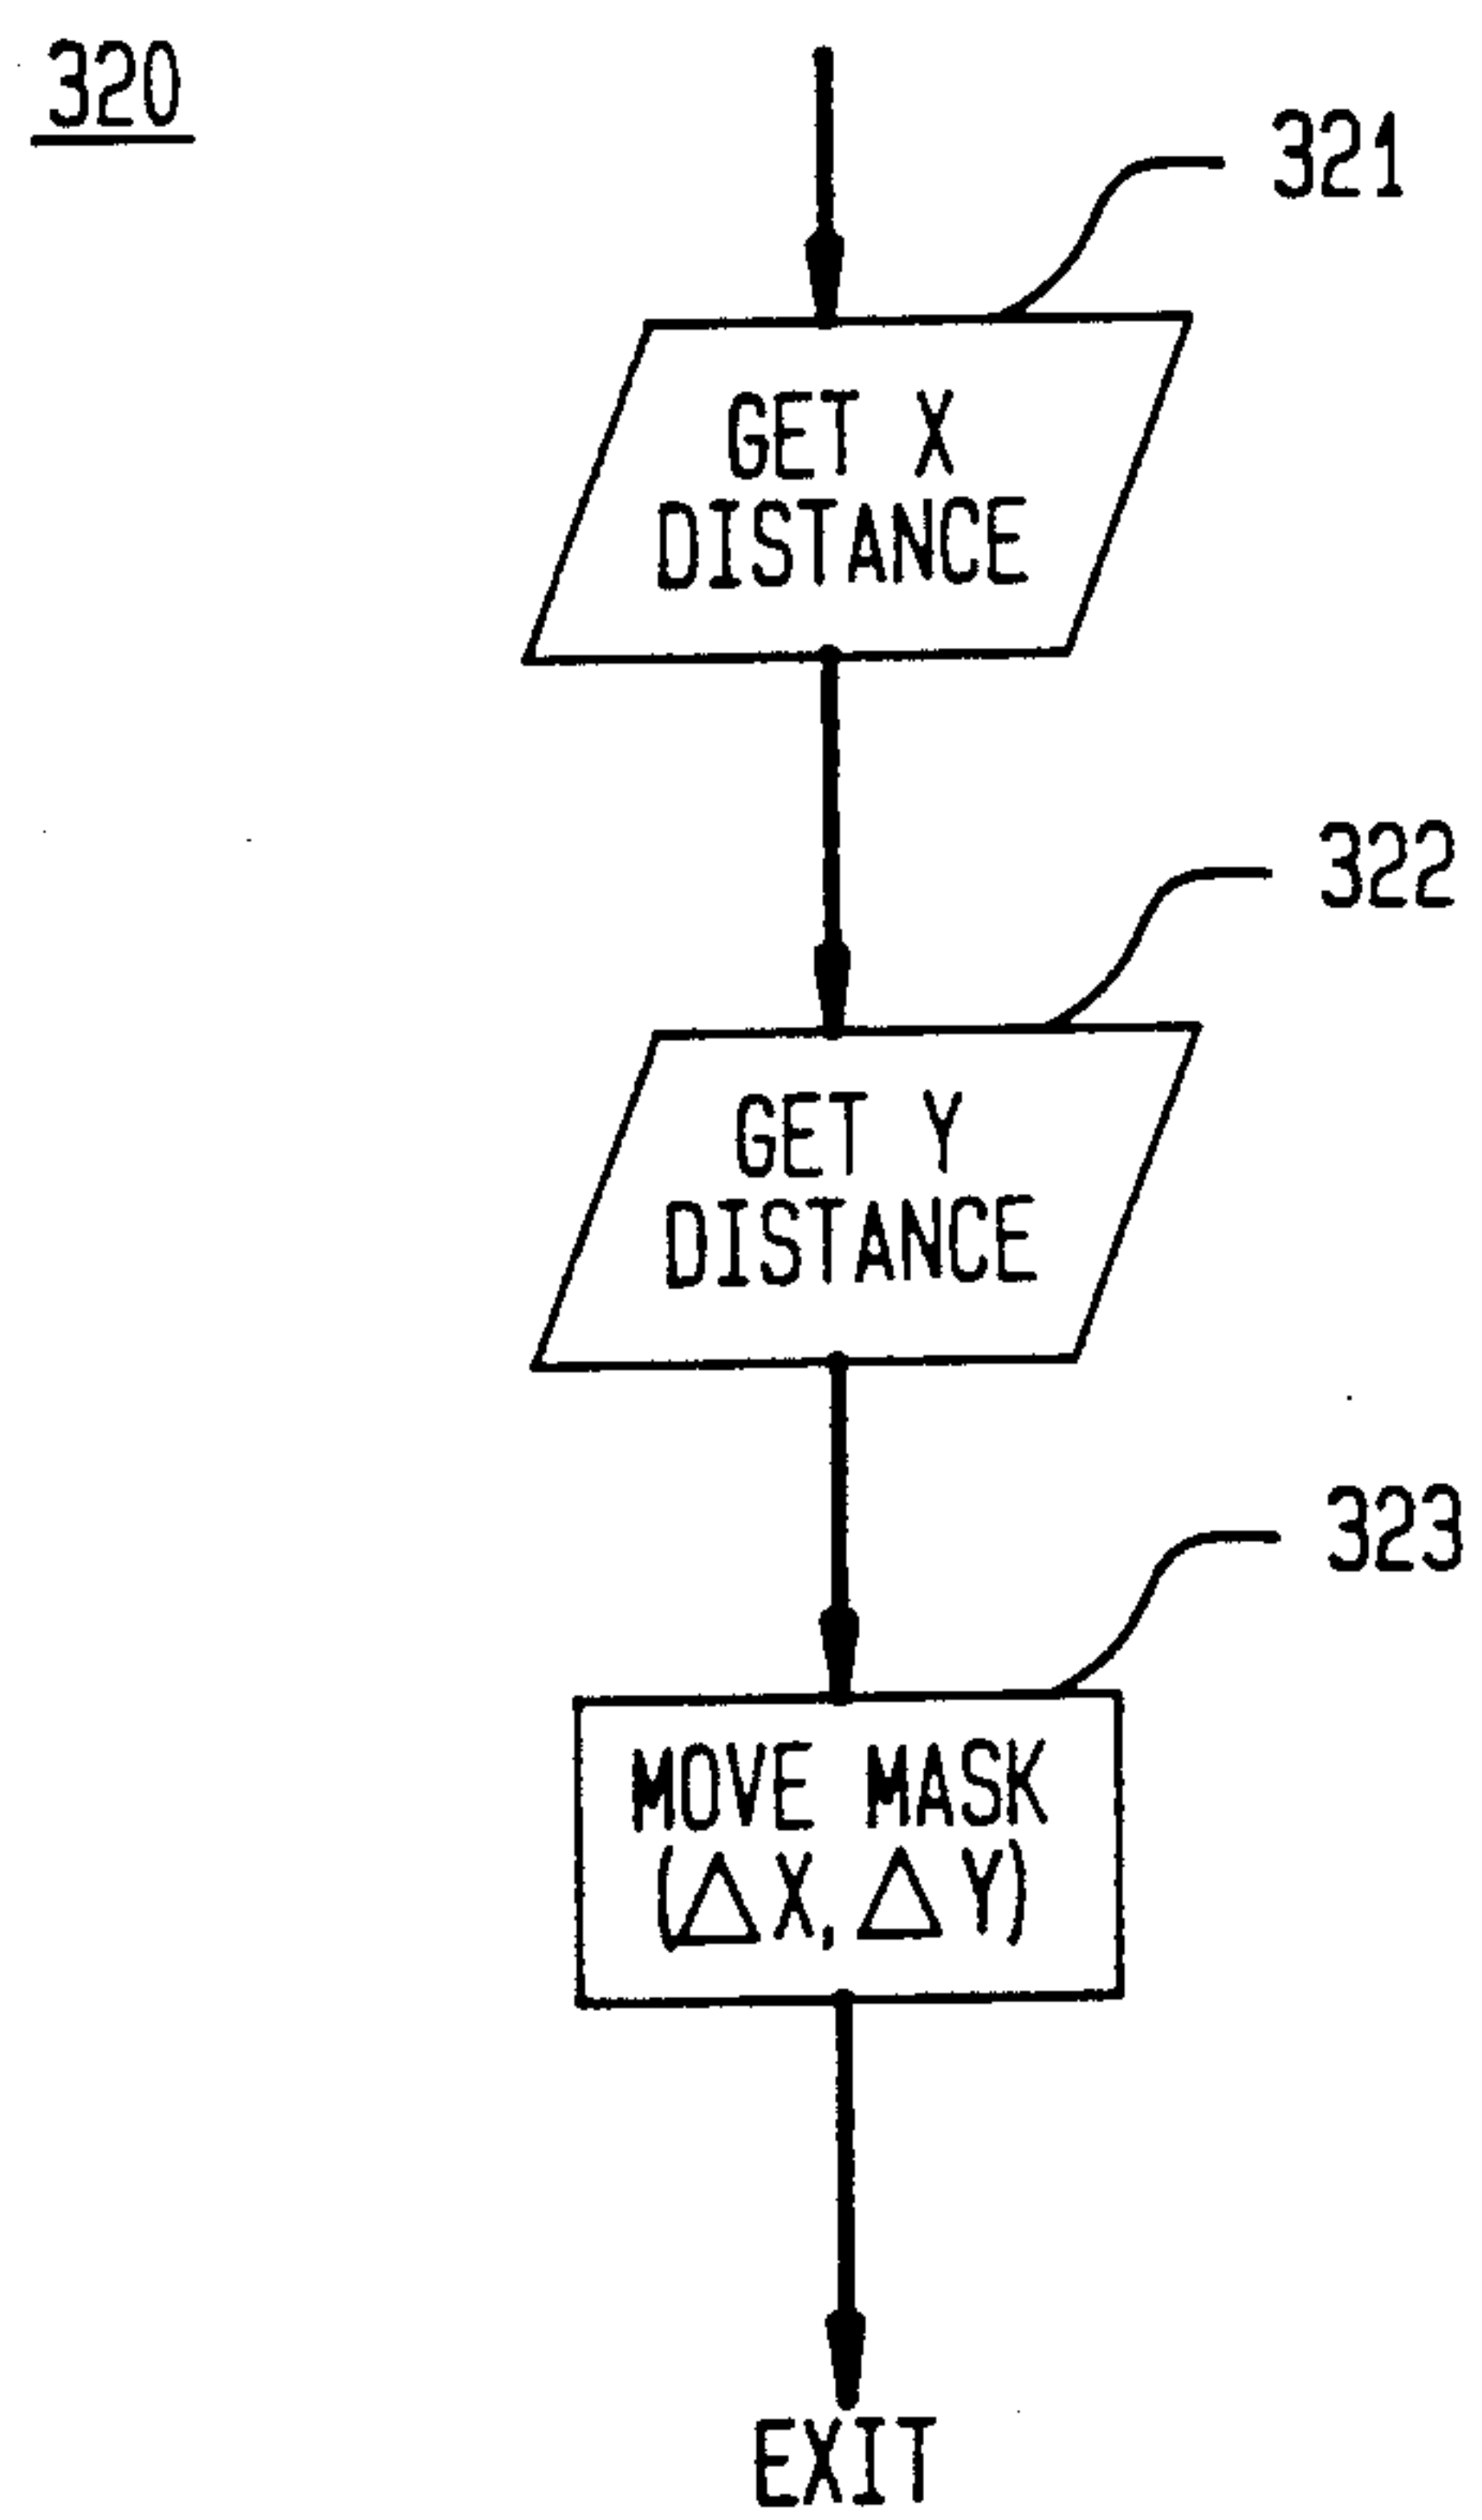 320
321
GET X
DISTANCE
322
GET Y
DISTANCE
323
MOVE MASK
(△X, △Y)
EXIT